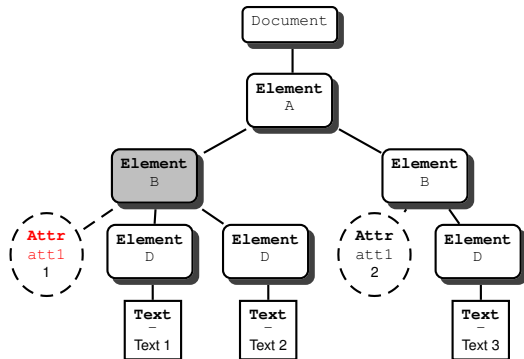 Document
Element
A
Element
B
Element
B
Attr
att1
1
Element
D
Element
D
Attr
att1
2
Element
D
Text
–
Text 1
Text
–
Text 2
Text
–
Text 3